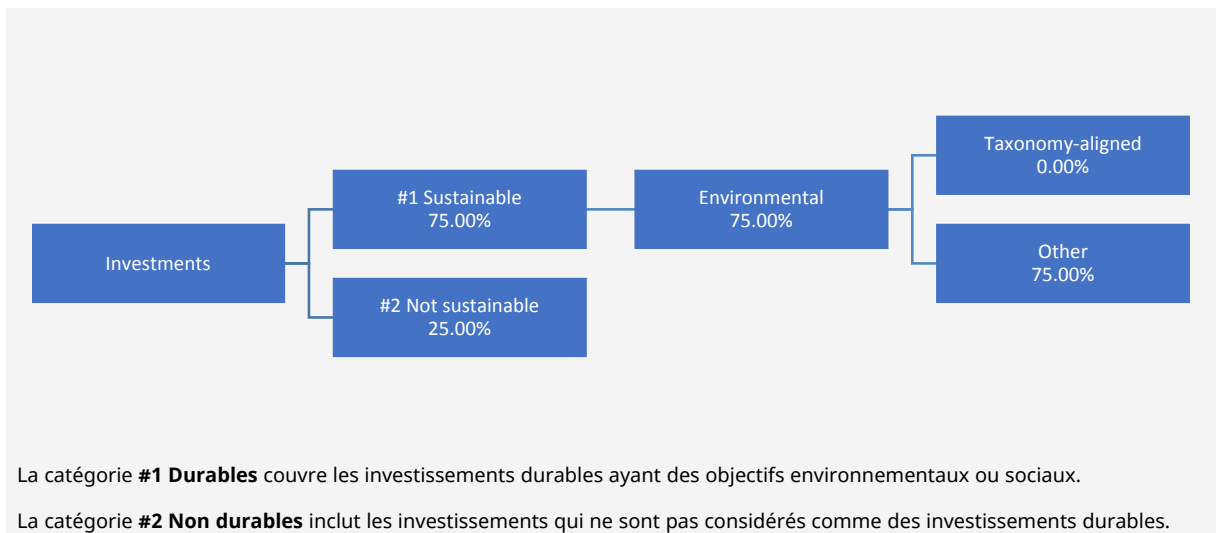 Investments
#1 Sustainable
75.00%
#2 Not sustainable
25.00%
Environmental
75.00%
Taxonomy-aligned
0.00%
Other
75.00%
La catégorie #1 Durables couvre les investissements durables ayant des objectifs environnementaux ou sociaux.
La catégorie #2 Non durables inclut les investissements qui ne sont pas considérés comme des investissements durables.